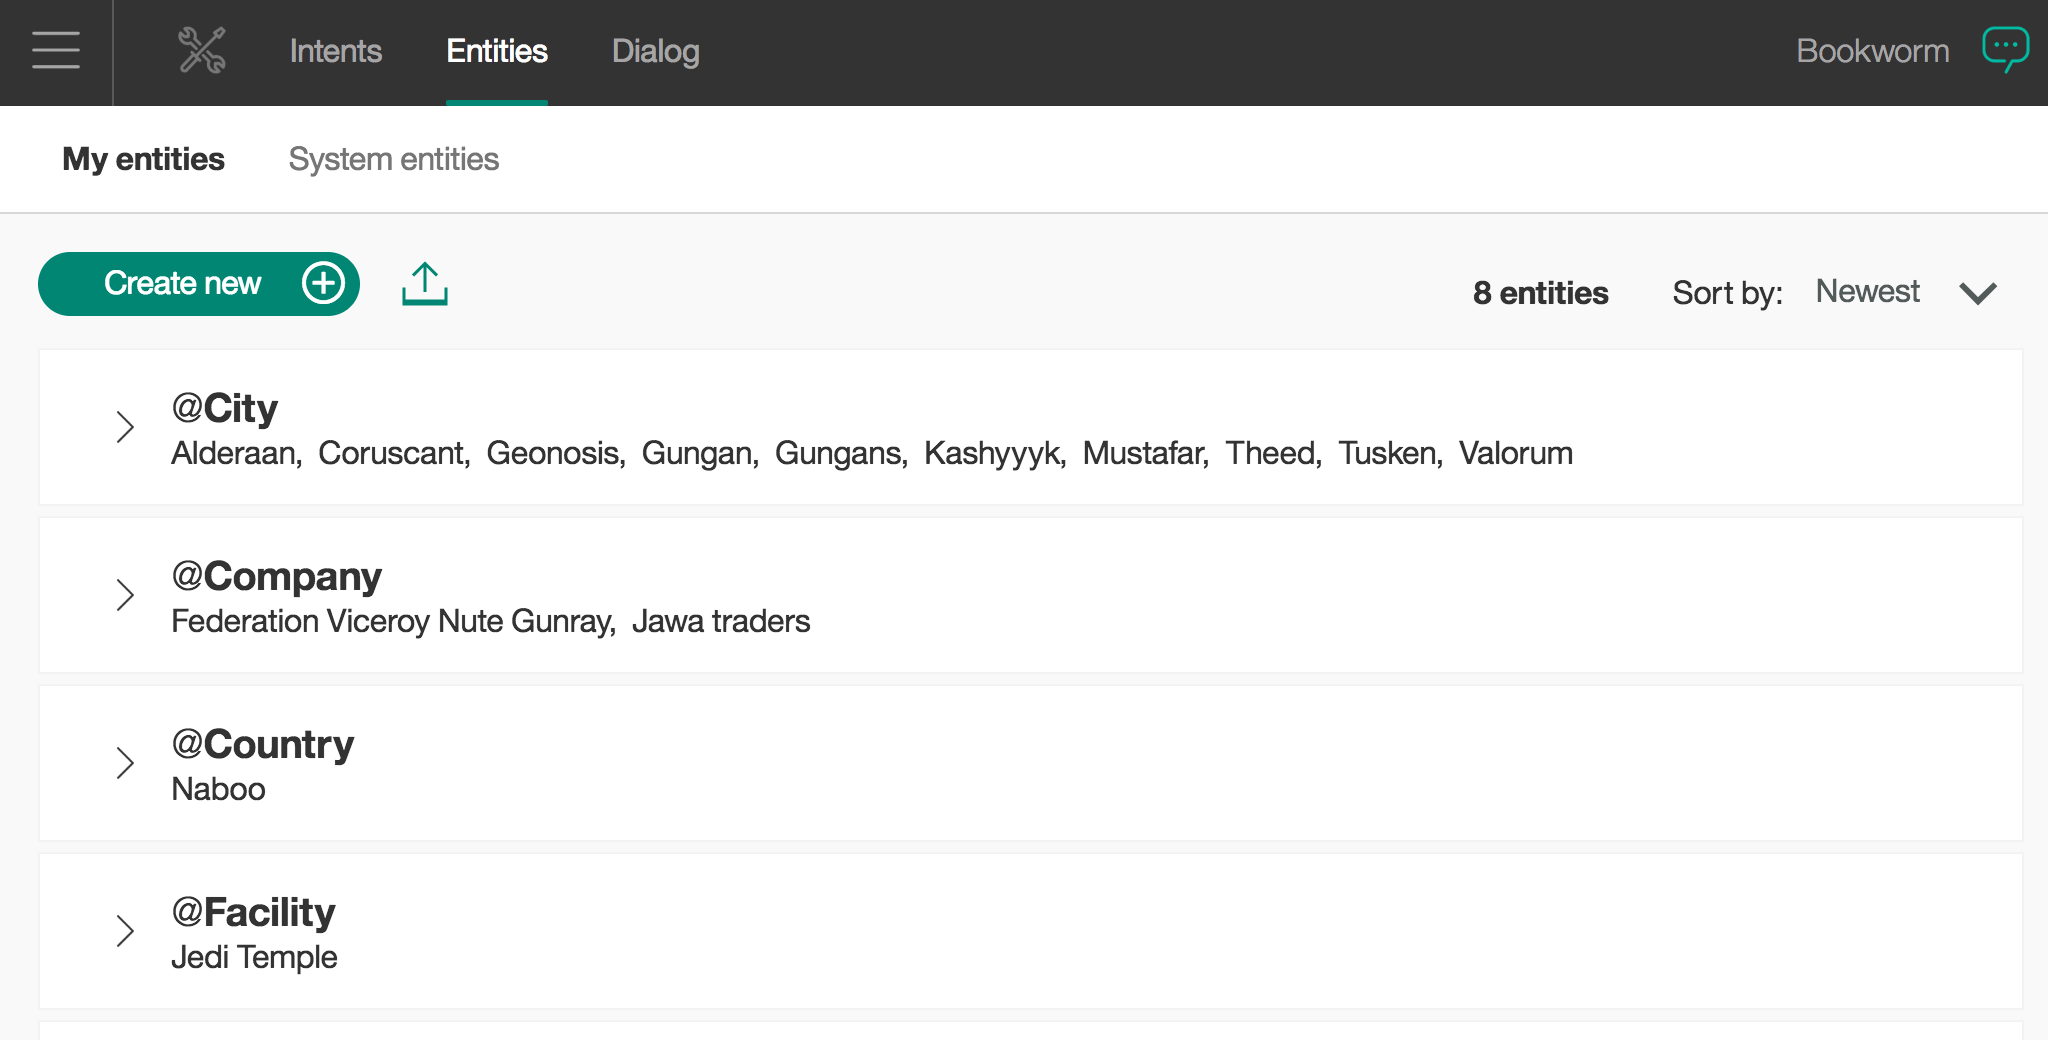 Intents Entities Dialog Bookworm
My entities System entities
Create new 8 entities Sort by: Newest
@City
Alderaan, Coruscant, Geonosis, Gungan, Gungans, Kashyyyk, Mustafar, Theed, Tusken, Valorum
@Company
Federation Viceroy Nute Gunray, Jawa traders
@Country
Naboo
@Facility
Jedi Temple